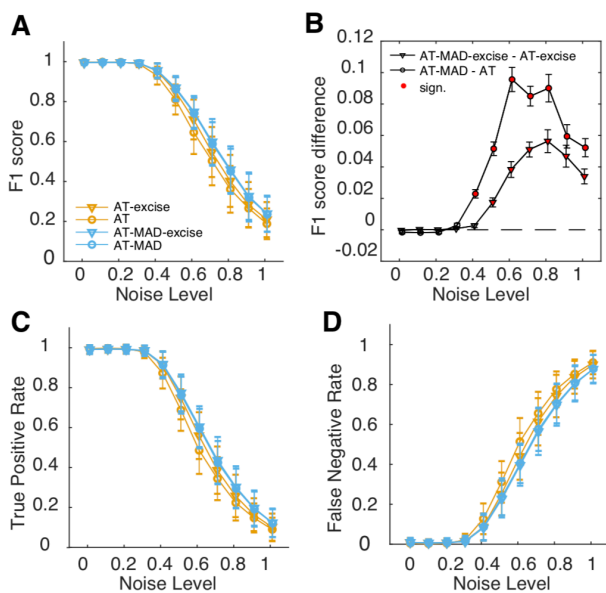 A
F1 score
1
0.8
0.6
0.4
0.2
0
AT-excise
AT
AT-MAD-excise
AT-MAD
0 0.2 0.4 0.6 0.8 1
Noise Level
B
F1 score difference
0.12
0.1
0.08
0.06
0.04
0.02
0
-0.02
AT-MAD-excise - AT-excise
AT-MAD - AT
sign.
0 0.2 0.4 0.6 0.8 1
Noise Level
C
True Positive Rate
1
0.8
0.6
0.4
0.2
0
0 0.2 0.4 0.6 0.8 1
Noise Level
D
False Negative Rate
1
0.8
0.6
0.4
0.2
0
0 0.2 0.4 0.6 0.8 1
Noise Level